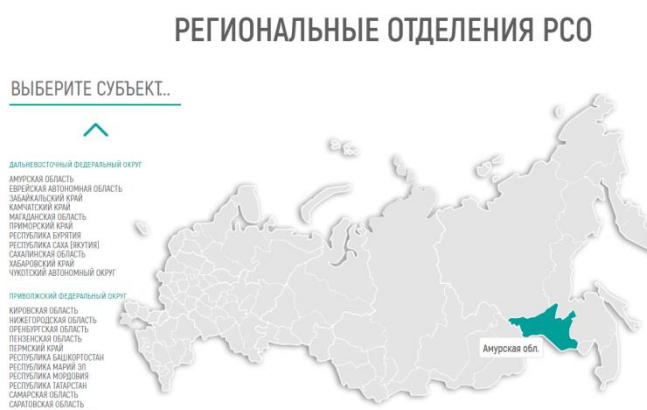 РЕГИОНАЛЬНЫЕ ОТДЕЛЕНИЯ РСО
ВЫБЕРИТЕ СУБЪЕКТ...
ДАЛЬНЕВОСТОЧНЫЙ ФЕДЕРАЛЬНЫЙ ОКРУГ
АМУРСКАЯ ОБЛАСТЬ
ЕВРЕЙСКАЯ АВТОНОМНАЯ ОБЛАСТЬ
ЗАБАЙКАЛЬСКИЙ КРАЙ
КАМЧАТСКИЙ КРАЙ
МАГАДАНСКАЯ ОБЛАСТЬ
ПРИМОРСКИЙ КРАЙ
РЕСПУБЛИКА БУРЯТИЯ
РЕСПУБЛИКА САХА (ЯКУТИЯ)
САХАЛИНСКАЯ ОБЛАСТЬ
ХАБАРОВСКИЙ КРАЙ
ЧУКОТСКИЙ АВТОНОМНЫЙ ОКРУГ
ПРИВОЛЖСКИЙ ФЕДЕРАЛЬНЫЙ ОКРУГ
КИРОВСКАЯ ОБЛАСТЬ
НИЖЕГОРОДСКАЯ ОБЛАСТЬ
ОРЕНБУРГСКАЯ ОБЛАСТЬ
ПЕНЗЕНСКАЯ ОБЛАСТЬ
ПЕРМСКИЙ КРАЙ
РЕСПУБЛИКА БАШКОРТОСТАН
РЕСПУБЛИКА МАРИЙ ЭЛ
РЕСПУБЛИКА МОРДОВИЯ
РЕСПУБЛИКА ТАТАРСТАН
САМАРСКАЯ ОБЛАСТЬ
САРАТОВСКАЯ ОБЛАСТЬ
Амурская обл.